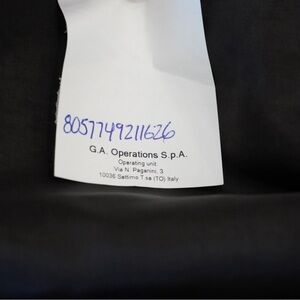 8057749211626
G.A. Operations S.p.A.
Operating unit:
Via N. Paganini, 3
10036 Settimo T.se (TO) Italy